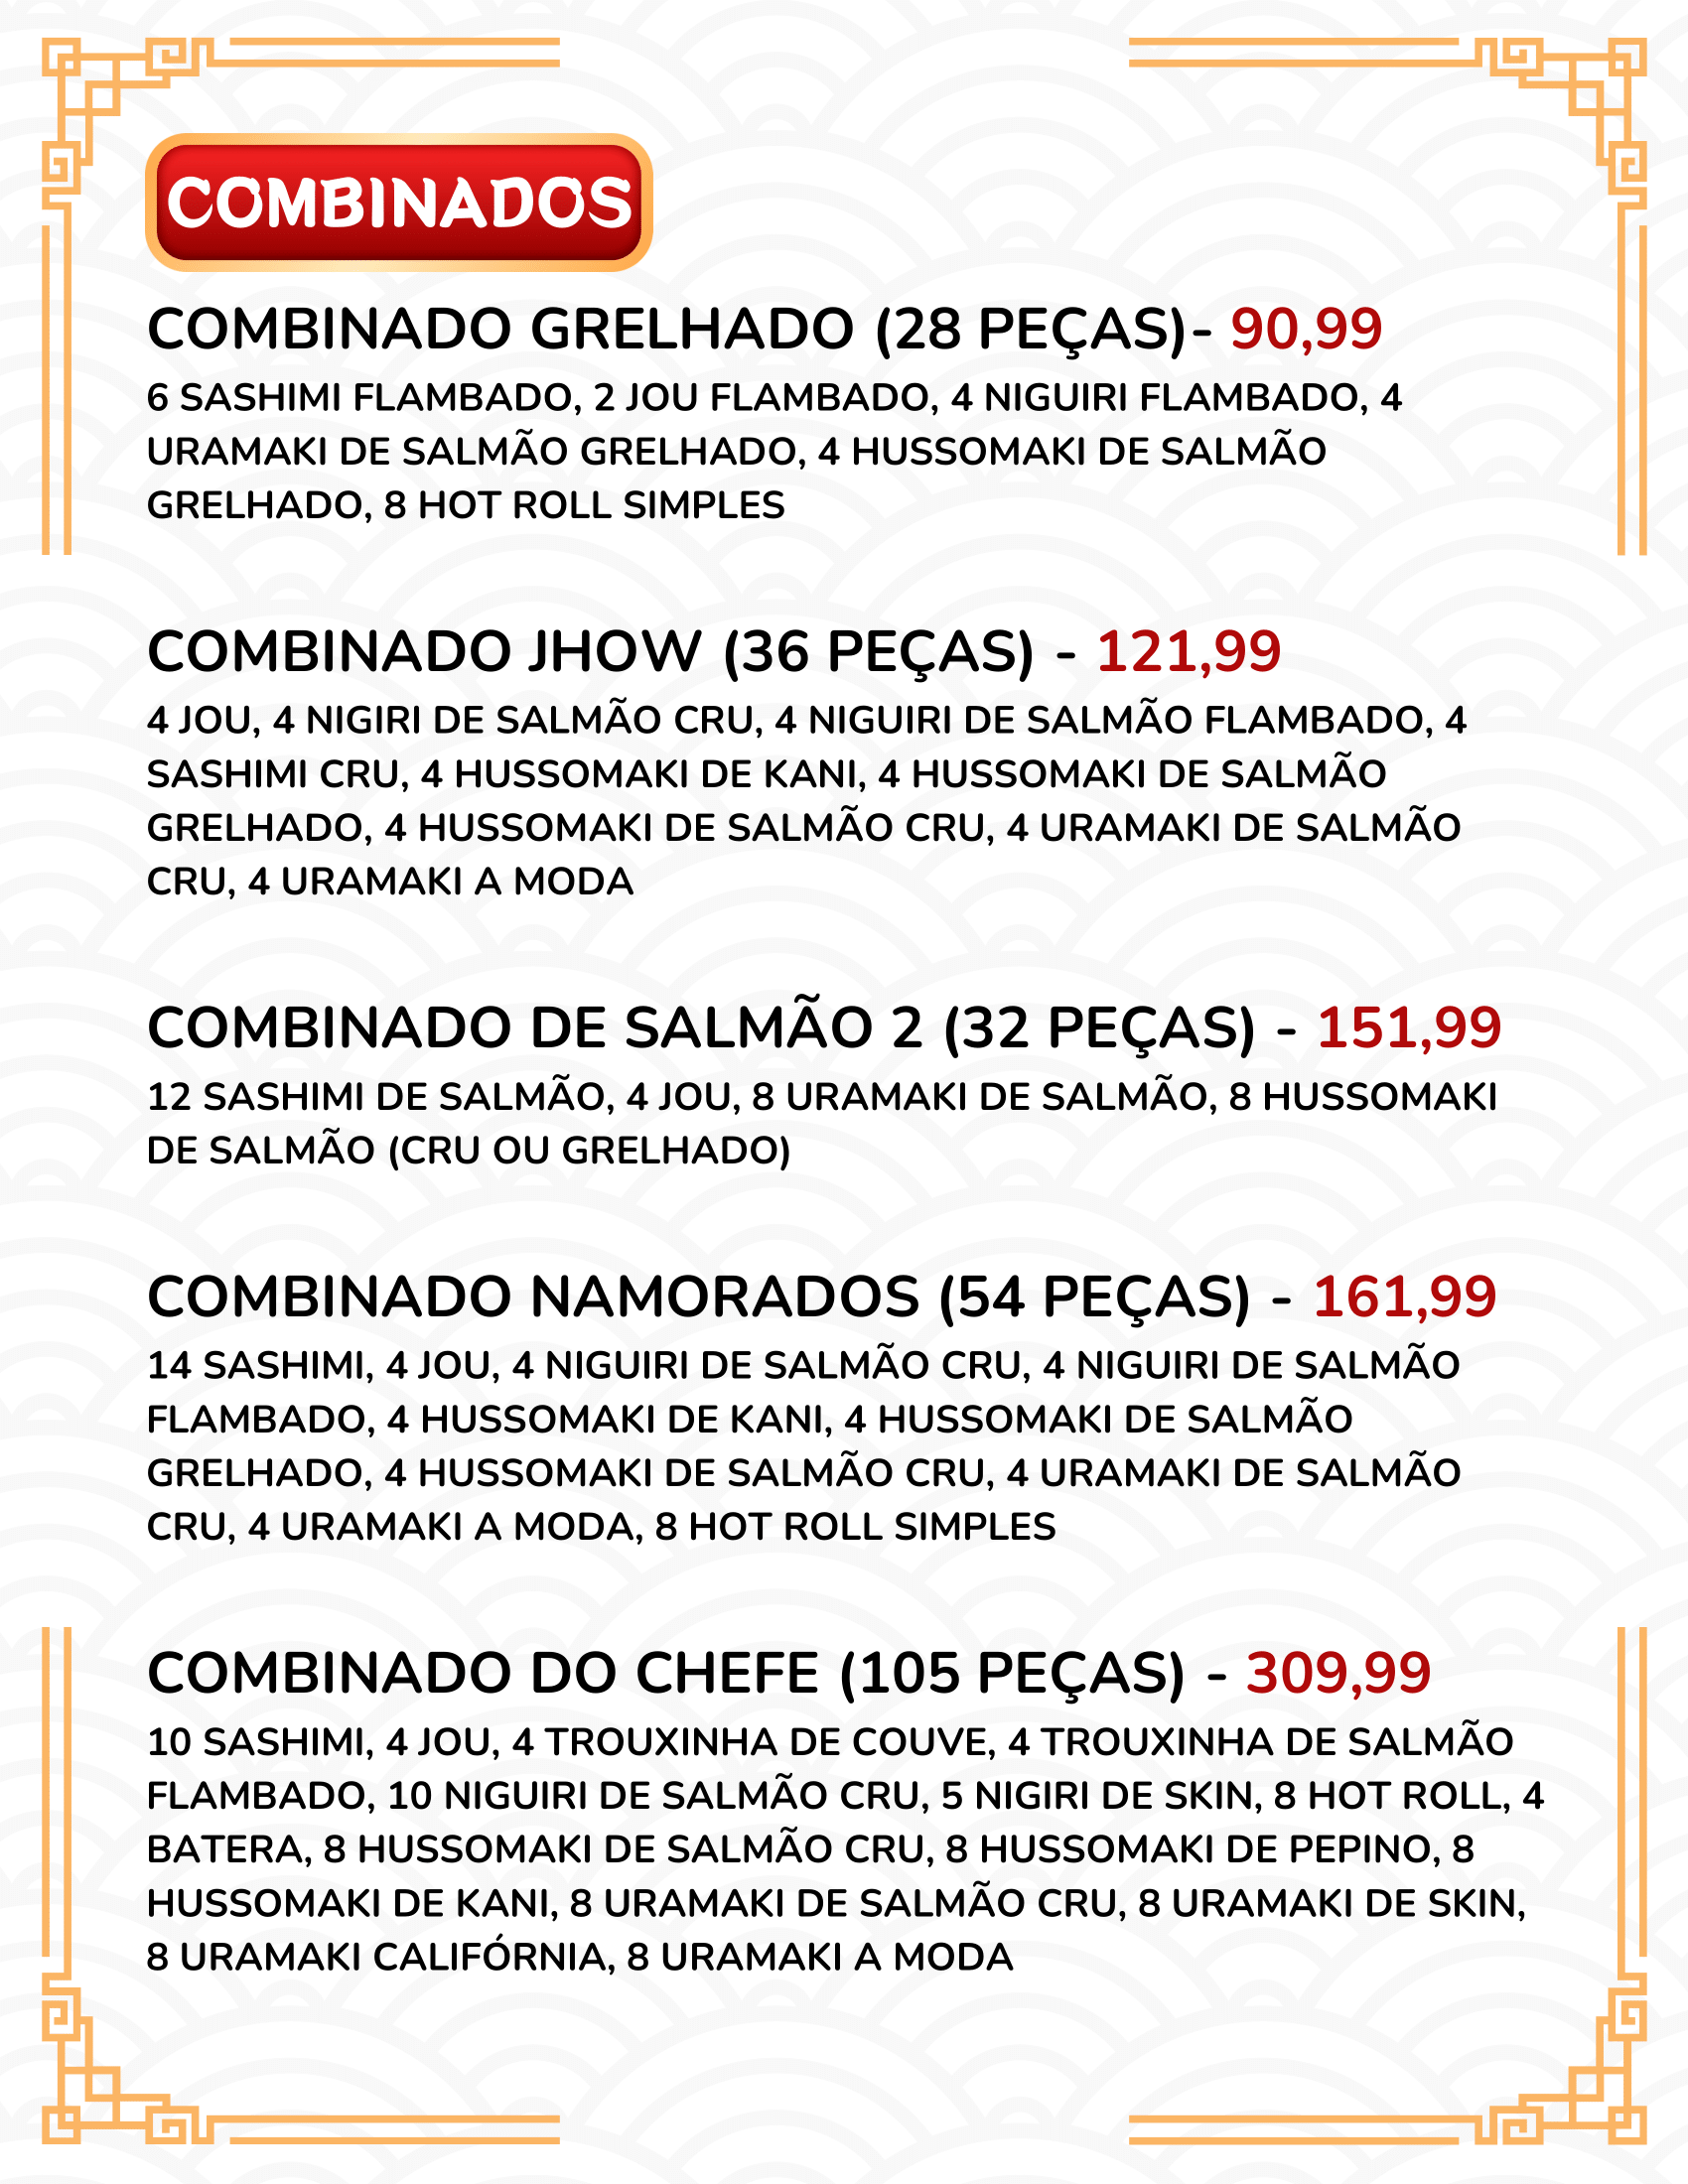 COMBINADOS
COMBINADO GRELHADO (28 PEÇAS)- 90,99
6 SASHIMI FLAMBADO, 2 JOU FLAMBADO, 4 NIGUIRI FLAMBADO, 4
URAMAKI DE SALMÃO GRELHADO, 4 HUSSOMAKI DE SALMÃO
GRELHADO, 8 HOT ROLL SIMPLES
COMBINADO JHOW (36 PEÇAS) - 121,99
4 JOU, 4 NIGIRI DE SALMÃO CRU, 4 NIGUIRI DE SALMÃO FLAMBADO, 4
SASHIMI CRU, 4 HUSSOMAKI DE KANI, 4 HUSSOMAKI DE SALMÃO
GRELHADO, 4 HUSSOMAKI DE SALMÃO CRU, 4 URAMAKI DE SALMÃO
CRU, 4 URAMAKI A MODA
COMBINADO DE SALMÃO 2 (32 PEÇAS) - 151,99
12 SASHIMI DE SALMÃO, 4 JOU, 8 URAMAKI DE SALMÃO, 8 HUSSOMAKI
DE SALMÃO (CRU OU GRELHADO)
COMBINADO NAMORADOS (54 PEÇAS) - 161,99
14 SASHIMI, 4 JOU, 4 NIGUIRI DE SALMÃO CRU, 4 NIGUIRI DE SALMÃO
FLAMBADO, 4 HUSSOMAKI DE KANI, 4 HUSSOMAKI DE SALMÃO
GRELHADO, 4 HUSSOMAKI DE SALMÃO CRU, 4 URAMAKI DE SALMÃO
CRU, 4 URAMAKI A MODA, 8 HOT ROLL SIMPLES
COMBINADO DO CHEFE (105 PEÇAS) - 309,99
10 SASHIMI, 4 JOU, 4 TROUXINHA DE COUVE, 4 TROUXINHA DE SALMÃO
FLAMBADO, 10 NIGUIRI DE SALMÃO CRU, 5 NIGIRI DE SKIN, 8 HOT ROLL, 4
BATERA, 8 HUSSOMAKI DE SALMÃO CRU, 8 HUSSOMAKI DE PEPINO, 8
HUSSOMAKI DE KANI, 8 URAMAKI DE SALMÃO CRU, 8 URAMAKI DE SKIN,
8 URAMAKI CALIFÓRNIA, 8 URAMAKI A MODA